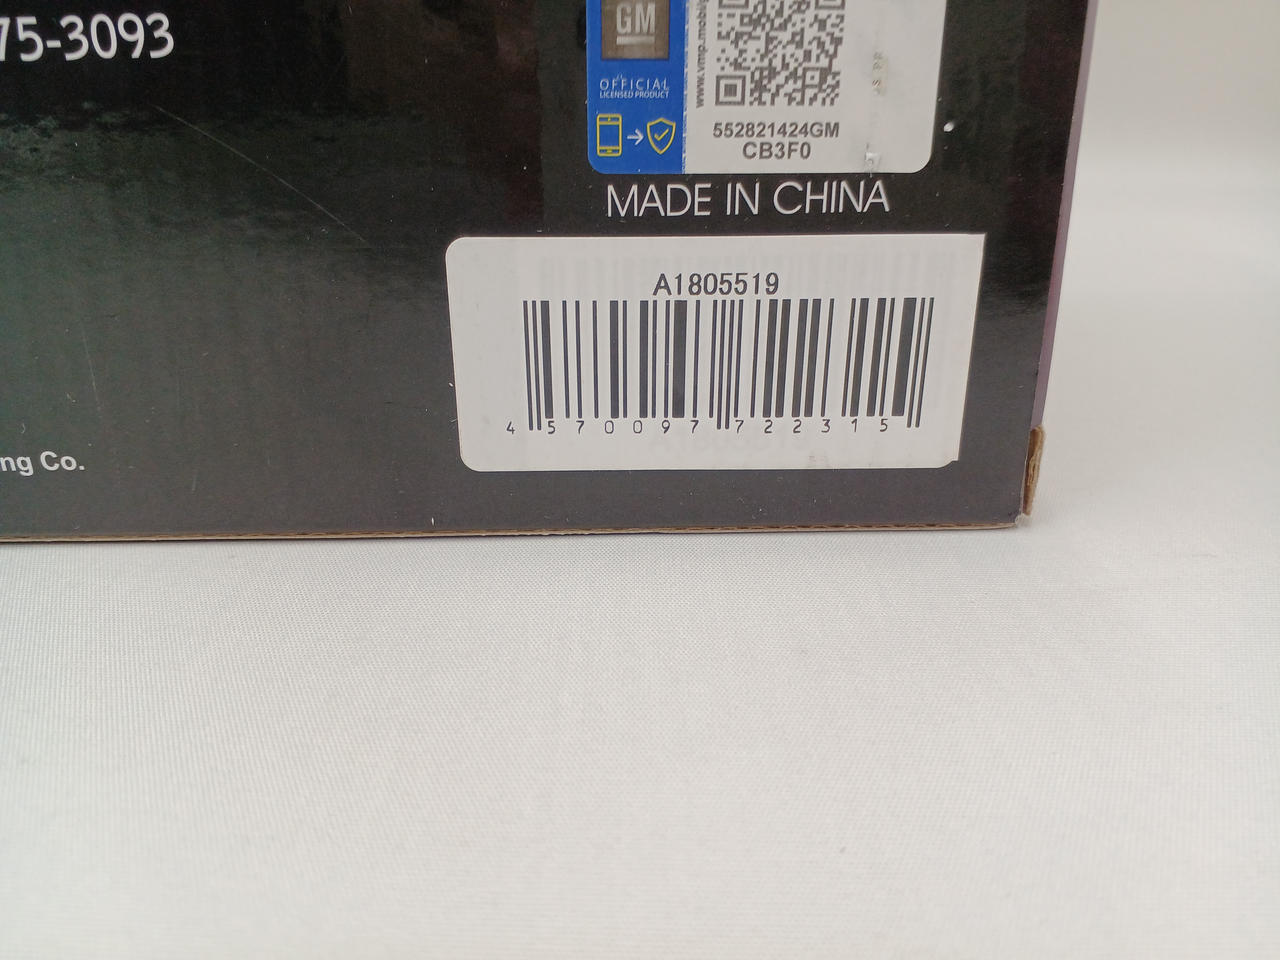 75-3093
GM
OFFICIAL
LICENSED PRODUCT
552821424GM
CB3F0
MADE IN CHINA
A1805519
4 570097 722315
ng Co.